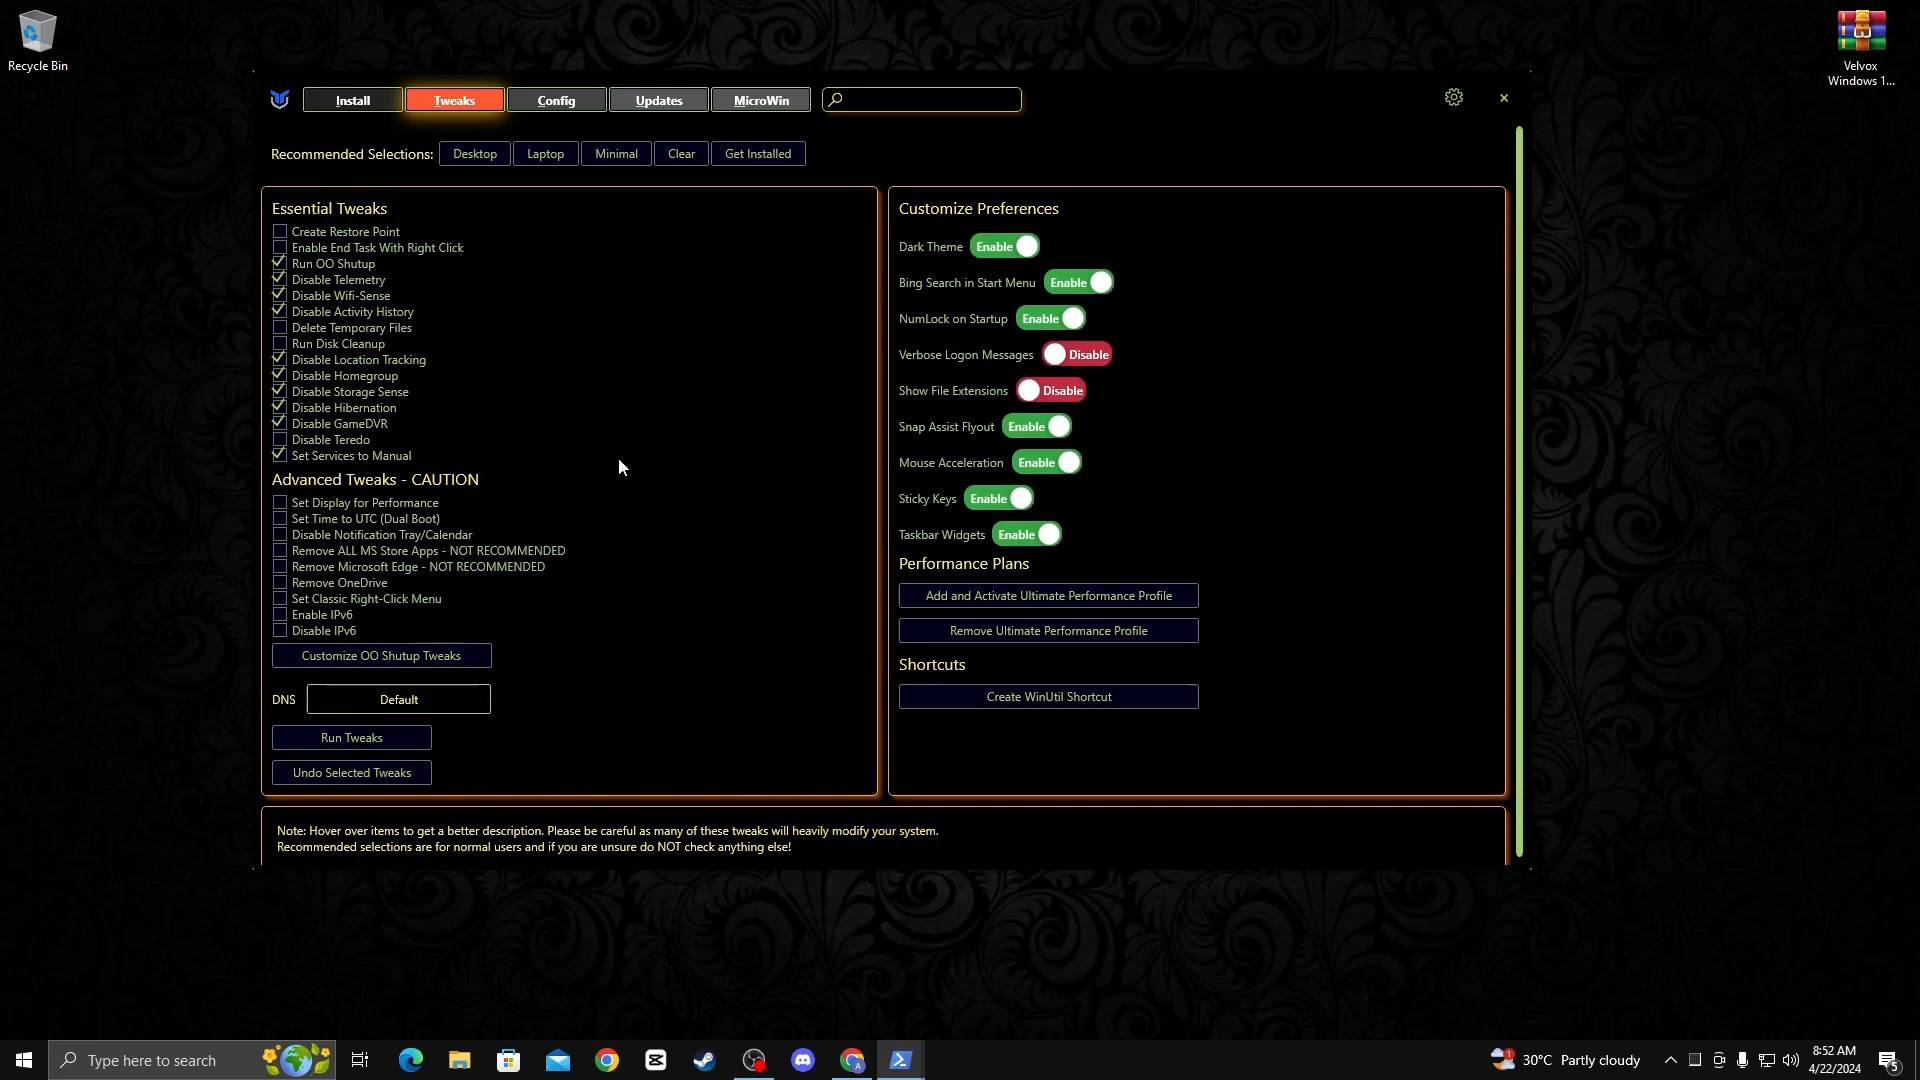 Recycle Bin
Velvox
Windows 1...
Install
Tweaks
Config
Updates
MicroWin
Recommended Selections:
Desktop
Laptop
Minimal
Clear
Get Installed
Essential Tweaks
Create Restore Point
Enable End Task With Right Click
Run OO Shutup
Disable Telemetry
Disable Wifi-Sense
Disable Activity History
Delete Temporary Files
Run Disk Cleanup
Disable Location Tracking
Disable Homegroup
Disable Storage Sense
Disable Hibernation
Disable GameDVR
Disable Teredo
Set Services to Manual
Advanced Tweaks - CAUTION
Set Display for Performance
Set Time to UTC (Dual Boot)
Disable Notification Tray/Calendar
Remove ALL MS Store Apps - NOT RECOMMENDED
Remove Microsoft Edge - NOT RECOMMENDED
Remove OneDrive
Set Classic Right-Click Menu
Enable IPv6
Disable IPv6
Customize OO Shutup Tweaks
DNS Default
Run Tweaks
Undo Selected Tweaks
Customize Preferences
Dark Theme Enable
Bing Search in Start Menu Enable
NumLock on Startup Enable
Verbose Logon Messages Disable
Show File Extensions Disable
Snap Assist Flyout Enable
Mouse Acceleration Enable
Sticky Keys Enable
Taskbar Widgets Enable
Performance Plans
Add and Activate Ultimate Performance Profile
Remove Ultimate Performance Profile
Shortcuts
Create WinUtil Shortcut
Note: Hover over items to get a better description. Please be careful as many of these tweaks will heavily modify your system.
Recommended selections are for normal users and if you are unsure do NOT check anything else!
Type here to search
A
1
30°C Partly cloudy
8:52 AM
4/22/2024
5